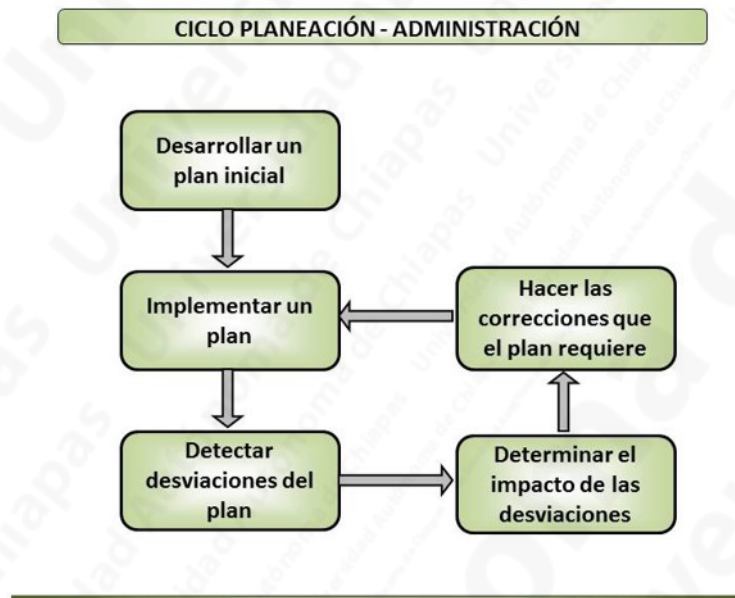 CICLO PLANEACIÓN - ADMINISTRACIÓN
Desarrollar un
plan inicial
Implementar un
plan
Hacer las
correcciones que
el plan requiere
Detectar
desviaciones del
plan
Determinar el
impacto de las
desviaciones